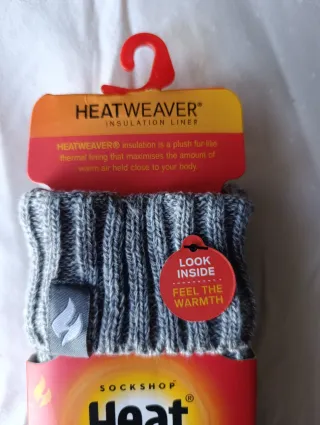 HEATWEAVER®
INSULATION LINER
HEATWEAVER® insulation is a plush fur-like
thermal lining that maximises the amount of
warm air held close to your body.
LOOK
INSIDE
FEEL THE
WARMTH
SOCKSHOP
Heat®